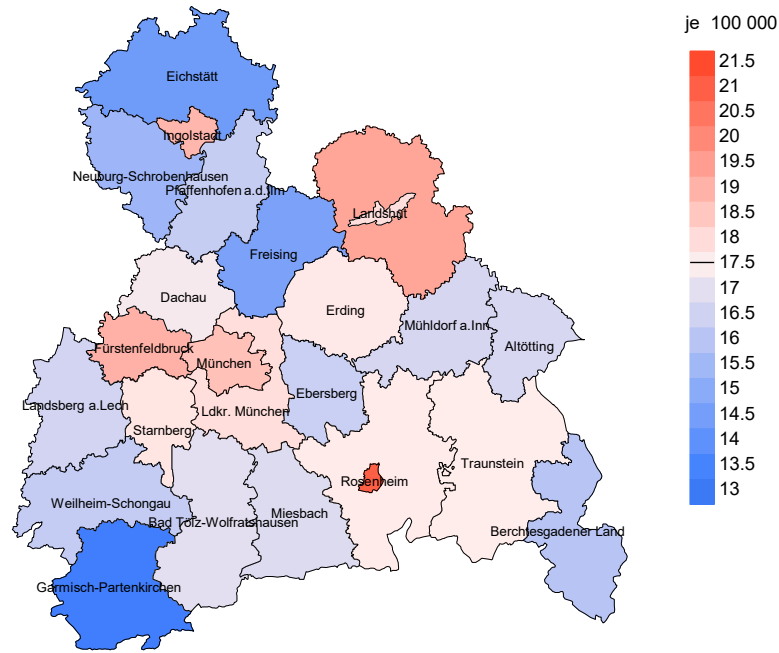 je 100 000
21.5
21
20.5
20
19.5
19
18.5
18
17.5
17
16.5
16
15.5
15
14.5
14
13.5
13
Eichstätt
Ingolstadt
Neuburg-Schrobenhausen
Pfaffenhofen a.d.Ilm
Landshut
Freising
Dachau
Erding
Mühldorf a.Inn
Altötting
Fürstenfeldbruck
München
Ebersberg
Landsberg a.Lech
Ldkr. München
Starnberg
Traunstein
Rosenheim
Weilheim-Schongau
Miesbach
Bad Tölz-Wolfratshausen
Berchtesgadener Land
Garmisch-Partenkirchen